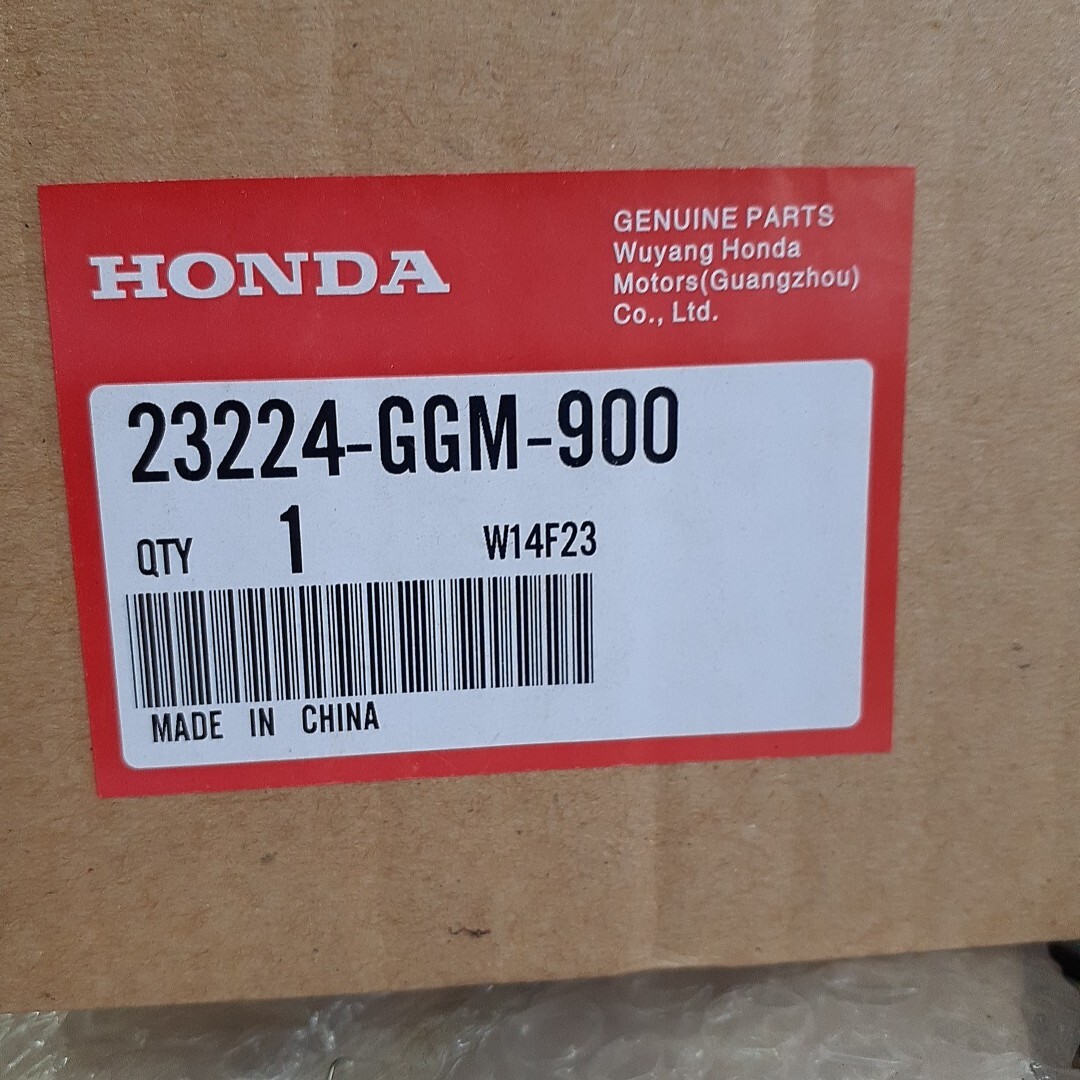 HONDA
GENUINE PARTS
Wuyang Honda
Motors(Guangzhou)
Co., Ltd.
23224-GGM-900
QTY 1 W14F23
MADE IN CHINA